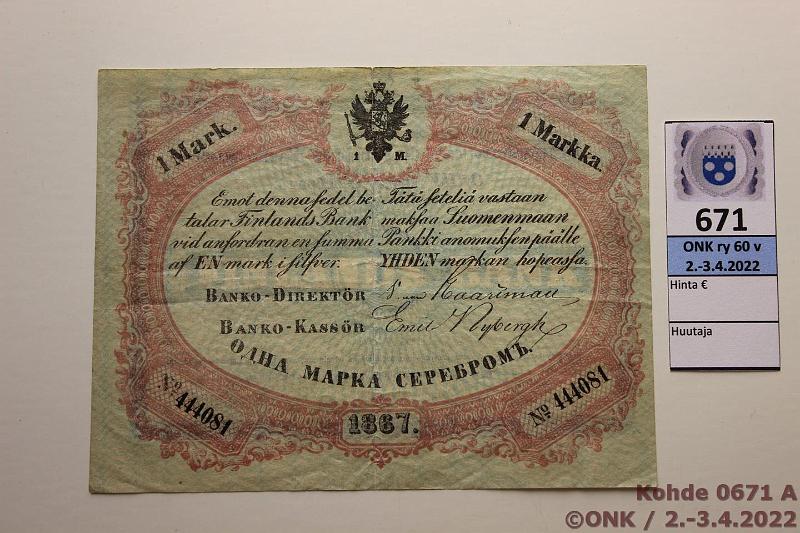 1 Mark.
1 Markka.
1 M.
Emot denna sedel be
talar Finlands Bank
vid anfordran en summa
af EN mark i silfver.
Tätä seteliä vastaan
maksaa Suomenmaan
Pankki anomuksen päälle
YHDEN markan hopeassa.
BANKO-DIREKTÖR
BANKO-KASSÖR Emil Nybergh
ОДНА МАРКА СЕРЕБРОМЪ.
No 444081
1867.
No 444081
671
ONK ry 60 v
2.-3.4.2022
Hinta €
Huutaja
Kohde 0671 A
©ONK / 2.-3.4.2022